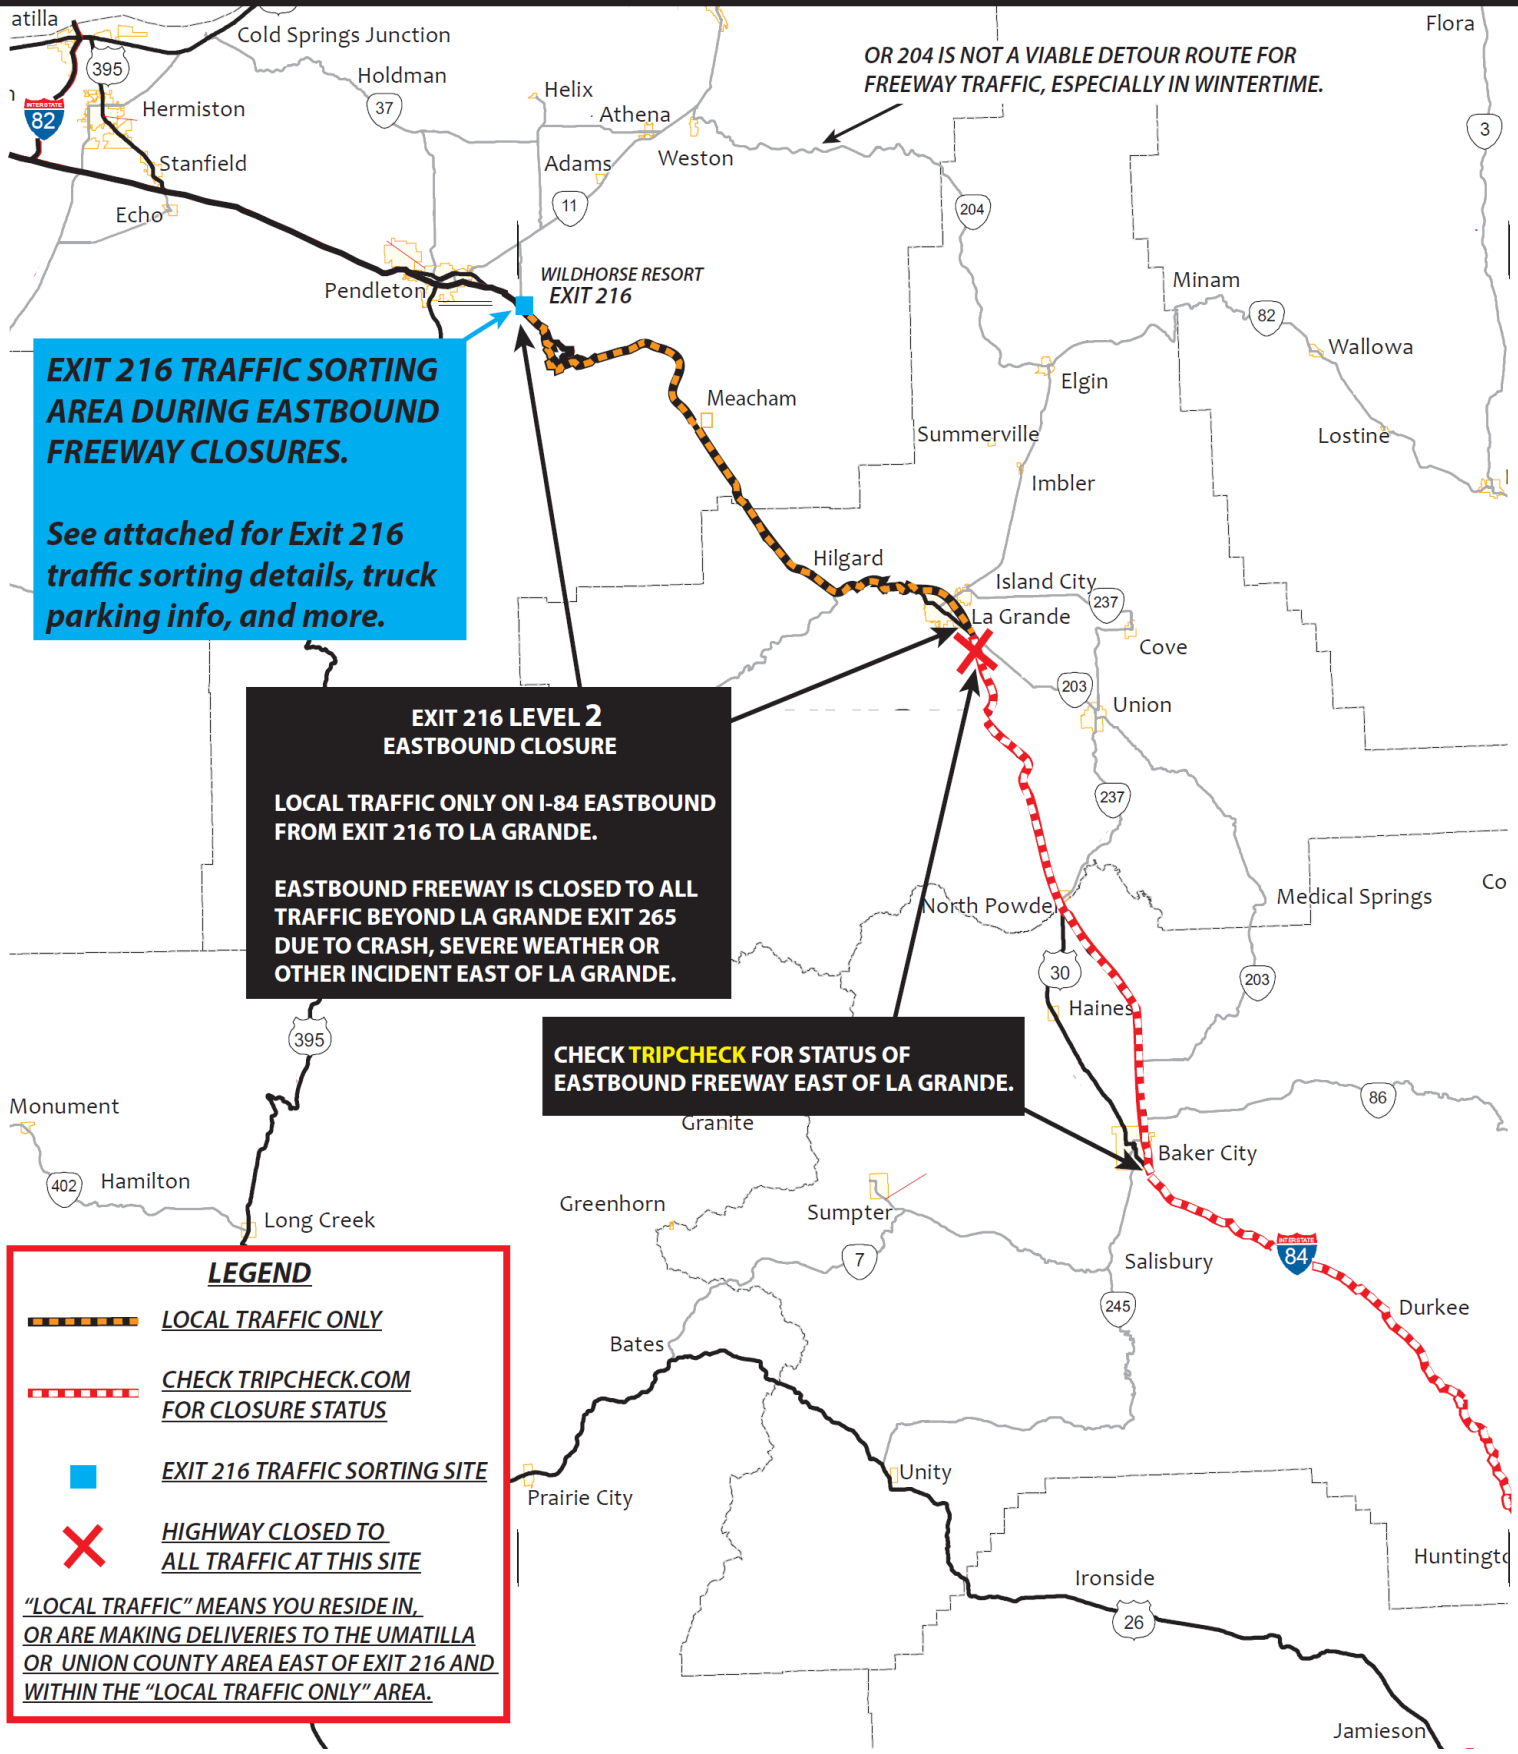 atilla
Cold Springs Junction
Flora
OR 204 IS NOT A VIABLE DETOUR ROUTE FOR
FREEWAY TRAFFIC, ESPECIALLY IN WINTERTIME.
395
Holdman
37
Helix
Hermiston
INTERSTATE
82
Athena
3
Stanfield
Adams
Weston
Echo
11
204
WILDHORSE RESORT
EXIT 216
Pendleton
Minam
82
Wallowa
EXIT 216 TRAFFIC SORTING
AREA DURING EASTBOUND
FREEWAY CLOSURES.
See attached for Exit 216
traffic sorting details, truck
parking info, and more.
Meacham
Elgin
Summerville
Lostine
Imbler
Hilgard
Island City
237
La Grande
Cove
203
Union
EXIT 216 LEVEL 2
EASTBOUND CLOSURE
LOCAL TRAFFIC ONLY ON I-84 EASTBOUND
FROM EXIT 216 TO LA GRANDE.
EASTBOUND FREEWAY IS CLOSED TO ALL
TRAFFIC BEYOND LA GRANDE EXIT 265
DUE TO CRASH, SEVERE WEATHER OR
OTHER INCIDENT EAST OF LA GRANDE.
237
North Powde
Medical Springs
Co
30
203
Haines
395
CHECK TRIPCHECK FOR STATUS OF
EASTBOUND FREEWAY EAST OF LA GRANDE.
Monument
86
Granite
Baker City
402
Hamilton
Greenhorn
Sumpter
Long Creek
7
Salisbury
INTERSTATE
84
245
Durkee
Bates
LEGEND
LOCAL TRAFFIC ONLY
CHECK TRIPCHECK.COM
FOR CLOSURE STATUS
EXIT 216 TRAFFIC SORTING SITE
HIGHWAY CLOSED TO
ALL TRAFFIC AT THIS SITE
“LOCAL TRAFFIC” MEANS YOU RESIDE IN,
OR ARE MAKING DELIVERIES TO THE UMATILLA
OR UNION COUNTY AREA EAST OF EXIT 216 AND
WITHIN THE “LOCAL TRAFFIC ONLY” AREA.
Unity
Prairie City
Huntingto
Ironside
26
Jamieson